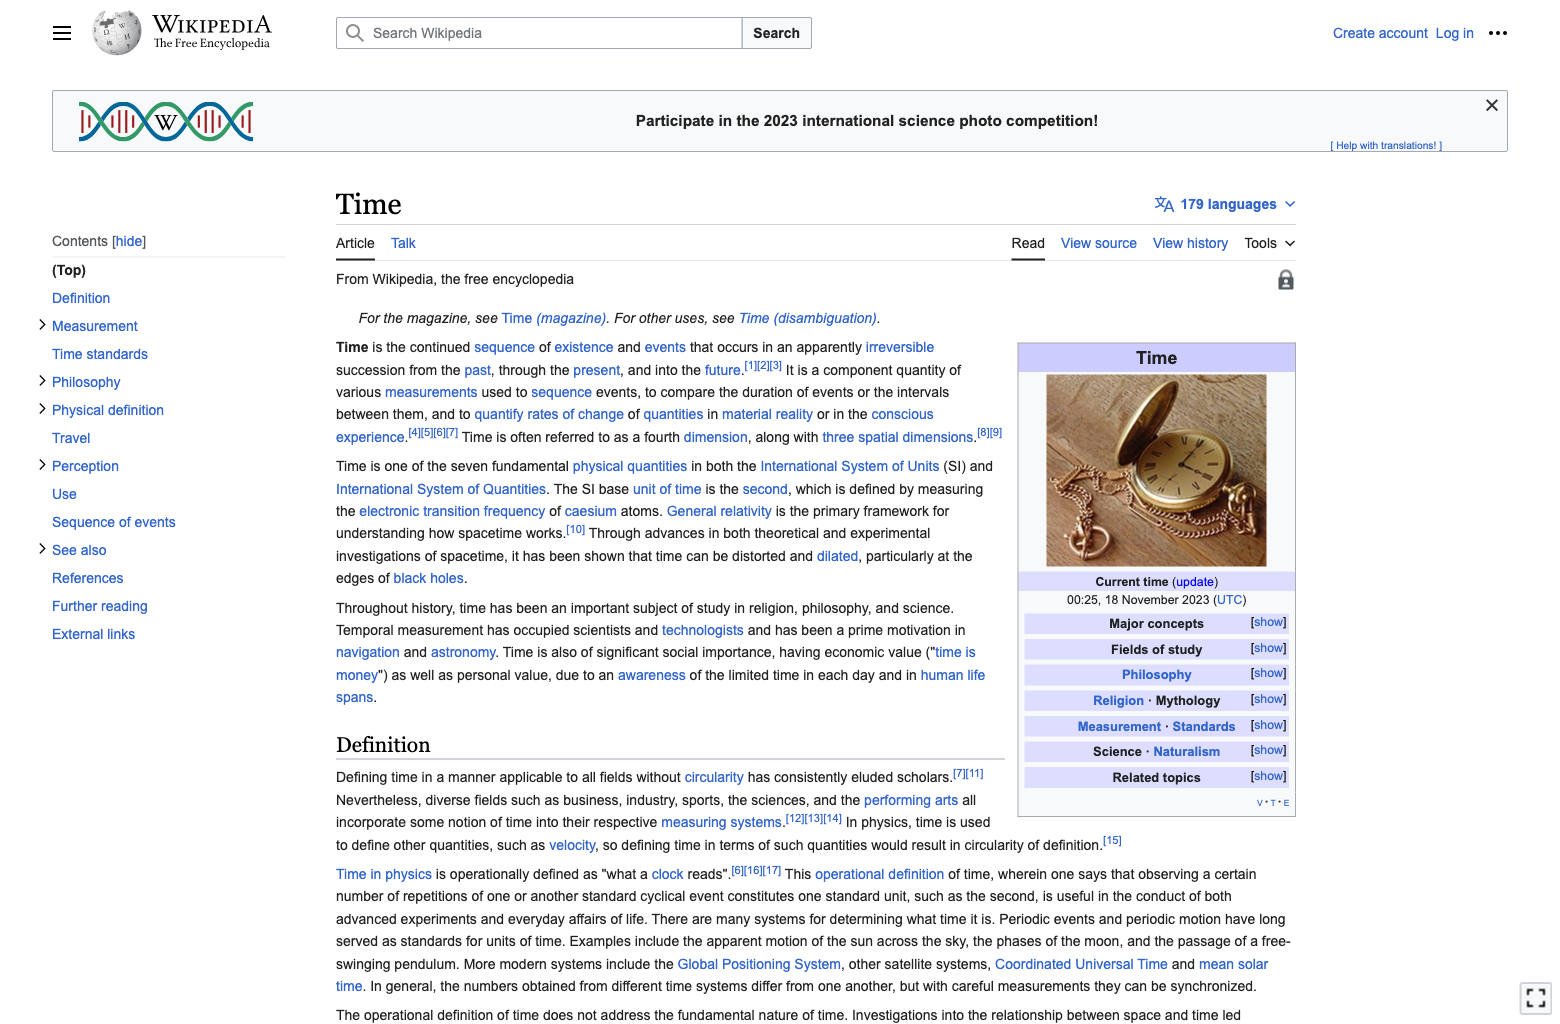 WIKIPEDIA
The Free Encyclopedia
Search Wikipedia
Search
Create account Log in
W
Participate in the 2023 international science photo competition!
[ Help with translations! ]
Time
179 languages
Article Talk
Read View source View history Tools
From Wikipedia, the free encyclopedia
Contents [hide]
(Top)
Definition
Measurement
Time standards
Philosophy
Physical definition
Travel
Perception
Use
Sequence of events
See also
References
Further reading
External links
For the magazine, see Time (magazine). For other uses, see Time (disambiguation).
Time is the continued sequence of existence and events that occurs in an apparently irreversible
succession from the past, through the present, and into the future.[1][2][3] It is a component quantity of
various measurements used to sequence events, to compare the duration of events or the intervals
between them, and to quantify rates of change of quantities in material reality or in the conscious
experience.[4][5][6][7] Time is often referred to as a fourth dimension, along with three spatial dimensions.[8][9]
Time is one of the seven fundamental physical quantities in both the International System of Units (SI) and
International System of Quantities. The SI base unit of time is the second, which is defined by measuring
the electronic transition frequency of caesium atoms. General relativity is the primary framework for
understanding how spacetime works.[10] Through advances in both theoretical and experimental
investigations of spacetime, it has been shown that time can be distorted and dilated, particularly at the
edges of black holes.
Throughout history, time has been an important subject of study in religion, philosophy, and science.
Temporal measurement has occupied scientists and technologists and has been a prime motivation in
navigation and astronomy. Time is also of significant social importance, having economic value ("time is
money") as well as personal value, due to an awareness of the limited time in each day and in human life
spans.
Time
Current time (update)
00:25, 18 November 2023 (UTC)
Major concepts [show]
Fields of study [show]
Philosophy [show]
Religion · Mythology [show]
Measurement · Standards [show]
Science · Naturalism [show]
Related topics [show]
V · T · E
Definition
Defining time in a manner applicable to all fields without circularity has consistently eluded scholars.[7][11]
Nevertheless, diverse fields such as business, industry, sports, the sciences, and the performing arts all
incorporate some notion of time into their respective measuring systems.[12][13][14] In physics, time is used
to define other quantities, such as velocity, so defining time in terms of such quantities would result in circularity of definition.[15]
Time in physics is operationally defined as "what a clock reads".[6][16][17] This operational definition of time, wherein one says that observing a certain
number of repetitions of one or another standard cyclical event constitutes one standard unit, such as the second, is useful in the conduct of both
advanced experiments and everyday affairs of life. There are many systems for determining what time it is. Periodic events and periodic motion have long
served as standards for units of time. Examples include the apparent motion of the sun across the sky, the phases of the moon, and the passage of a free-
swinging pendulum. More modern systems include the Global Positioning System, other satellite systems, Coordinated Universal Time and mean solar
time. In general, the numbers obtained from different time systems differ from one another, but with careful measurements they can be synchronized.
The operational definition of time does not address the fundamental nature of time. Investigations into the relationship between space and time led